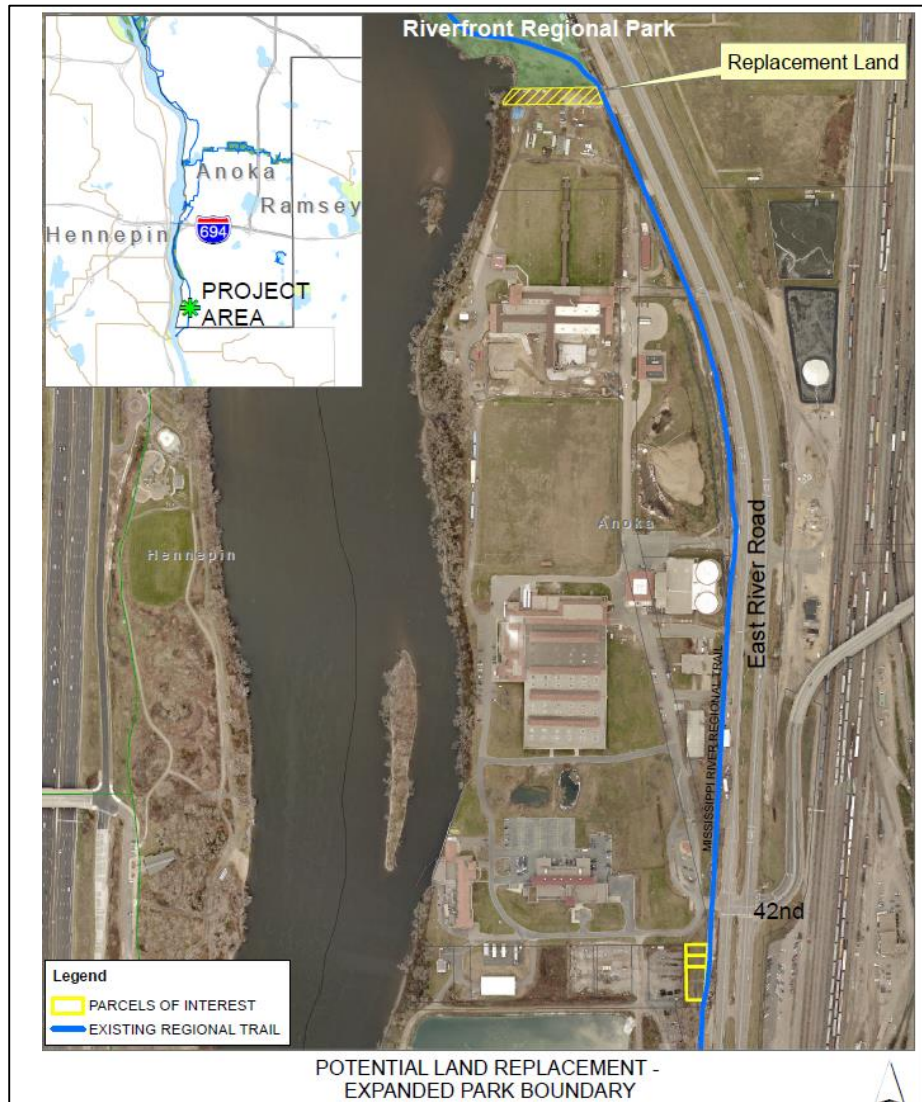 Riverfront Regional Park
Replacement Land
Anoka
Ramsey
Hennepin
694
PROJECT
AREA
Hennepin
Anoka
East River Road
MISSISSIPPI RIVER REGIONAL TRAIL
42nd
Legend
PARCELS OF INTEREST
EXISTING REGIONAL TRAIL
POTENTIAL LAND REPLACEMENT -
EXPANDED PARK BOUNDARY